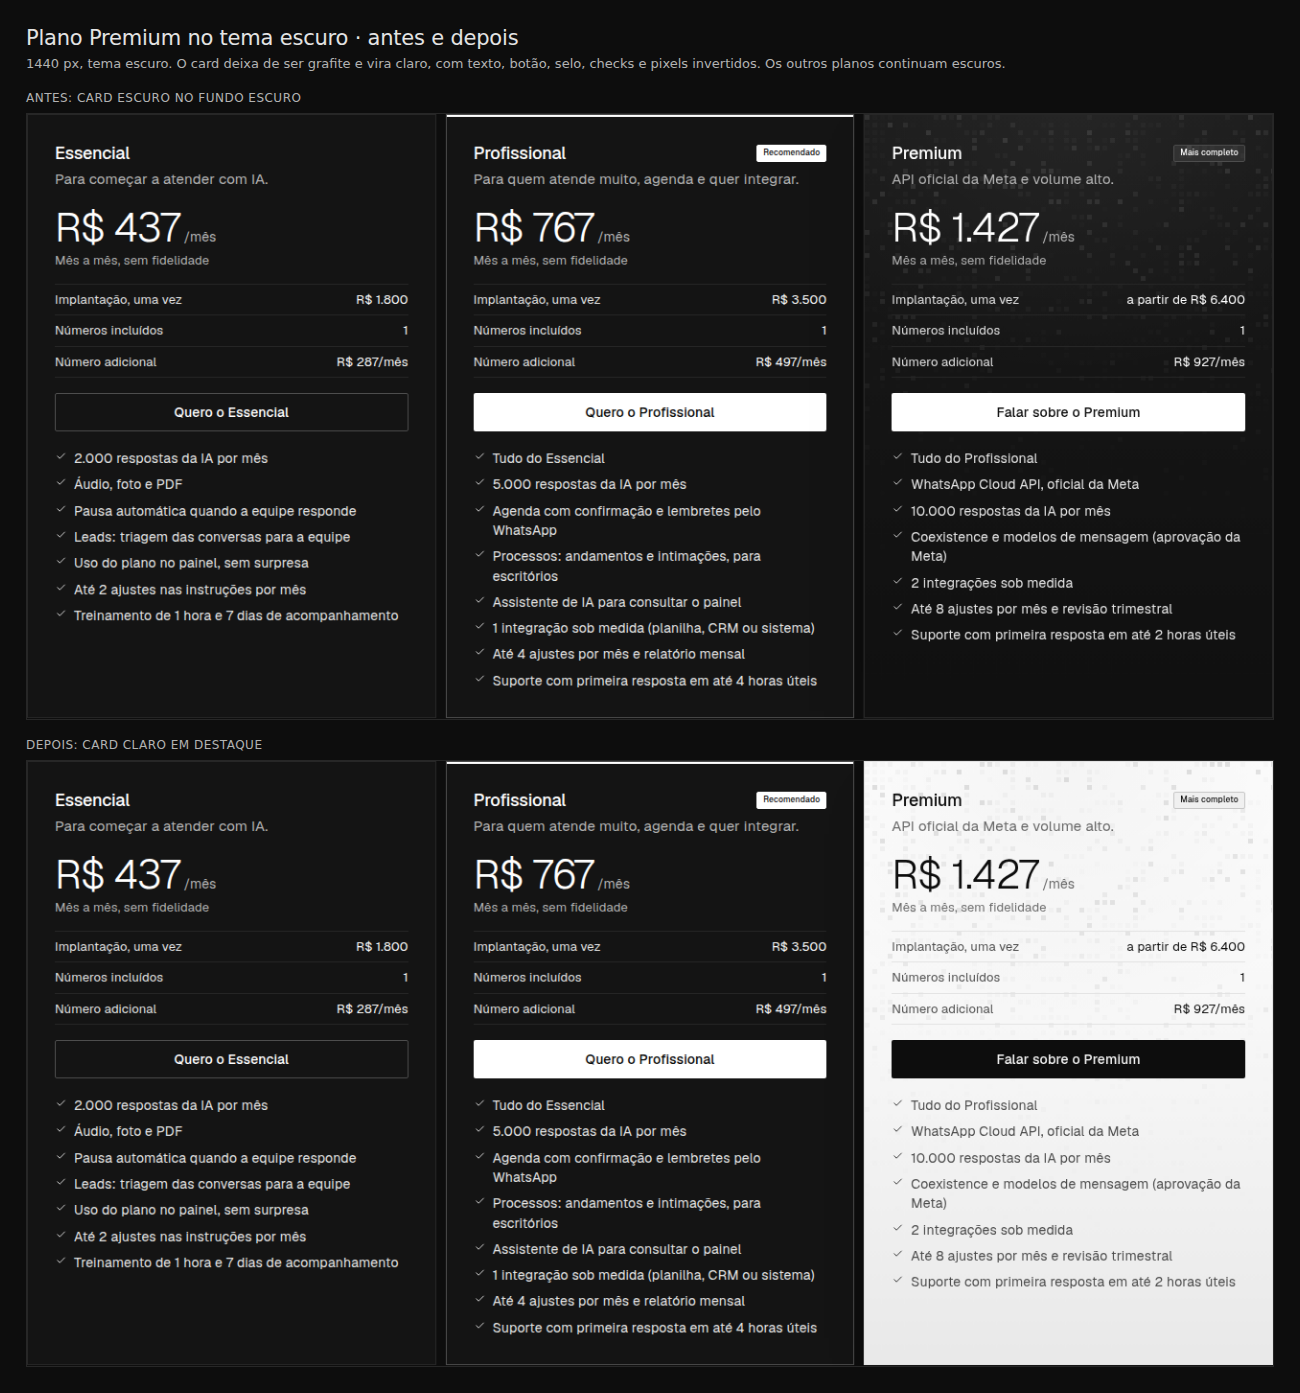 Plano Premium no tema escuro · antes e depois
1440 px, tema escuro. O card deixa de ser grafite e vira claro, com texto, botão, selo, checks e pixels invertidos. Os outros planos continuam escuros.
ANTES: CARD ESCURO NO FUNDO ESCURO
Essencial
Para começar a atender com IA.
R$ 437 /mês
Mês a mês, sem fidelidade
Implantação, uma vez R$ 1.800
Números incluídos 1
Número adicional R$ 287/mês
Quero o Essencial
2.000 respostas da IA por mês
Áudio, foto e PDF
Pausa automática quando a equipe responde
Leads: triagem das conversas para a equipe
Uso do plano no painel, sem surpresa
Até 2 ajustes nas instruções por mês
Treinamento de 1 hora e 7 dias de acompanhamento
Profissional Recomendado
Para quem atende muito, agenda e quer integrar.
R$ 767 /mês
Mês a mês, sem fidelidade
Implantação, uma vez R$ 3.500
Números incluídos 1
Número adicional R$ 497/mês
Quero o Profissional
Tudo do Essencial
5.000 respostas da IA por mês
Agenda com confirmação e lembretes pelo
WhatsApp
Processos: andamentos e intimações, para
escritórios
Assistente de IA para consultar o painel
1 integração sob medida (planilha, CRM ou sistema)
Até 4 ajustes por mês e relatório mensal
Suporte com primeira resposta em até 4 horas úteis
Premium Mais completo
API oficial da Meta e volume alto.
R$ 1.427 /mês
Mês a mês, sem fidelidade
Implantação, uma vez a partir de R$ 6.400
Números incluídos 1
Número adicional R$ 927/mês
Falar sobre o Premium
Tudo do Profissional
WhatsApp Cloud API, oficial da Meta
10.000 respostas da IA por mês
Coexistence e modelos de mensagem (aprovação da
Meta)
2 integrações sob medida
Até 8 ajustes por mês e revisão trimestral
Suporte com primeira resposta em até 2 horas úteis
DEPOIS: CARD CLARO EM DESTAQUE
Essencial
Para começar a atender com IA.
R$ 437 /mês
Mês a mês, sem fidelidade
Implantação, uma vez R$ 1.800
Números incluídos 1
Número adicional R$ 287/mês
Quero o Essencial
2.000 respostas da IA por mês
Áudio, foto e PDF
Pausa automática quando a equipe responde
Leads: triagem das conversas para a equipe
Uso do plano no painel, sem surpresa
Até 2 ajustes nas instruções por mês
Treinamento de 1 hora e 7 dias de acompanhamento
Profissional Recomendado
Para quem atende muito, agenda e quer integrar.
R$ 767 /mês
Mês a mês, sem fidelidade
Implantação, uma vez R$ 3.500
Números incluídos 1
Número adicional R$ 497/mês
Quero o Profissional
Tudo do Essencial
5.000 respostas da IA por mês
Agenda com confirmação e lembretes pelo
WhatsApp
Processos: andamentos e intimações, para
escritórios
Assistente de IA para consultar o painel
1 integração sob medida (planilha, CRM ou sistema)
Até 4 ajustes por mês e relatório mensal
Suporte com primeira resposta em até 4 horas úteis
Premium Mais completo
API oficial da Meta e volume alto.
R$ 1.427 /mês
Mês a mês, sem fidelidade
Implantação, uma vez a partir de R$ 6.400
Números incluídos 1
Número adicional R$ 927/mês
Falar sobre o Premium
Tudo do Profissional
WhatsApp Cloud API, oficial da Meta
10.000 respostas da IA por mês
Coexistence e modelos de mensagem (aprovação da
Meta)
2 integrações sob medida
Até 8 ajustes por mês e revisão trimestral
Suporte com primeira resposta em até 2 horas úteis